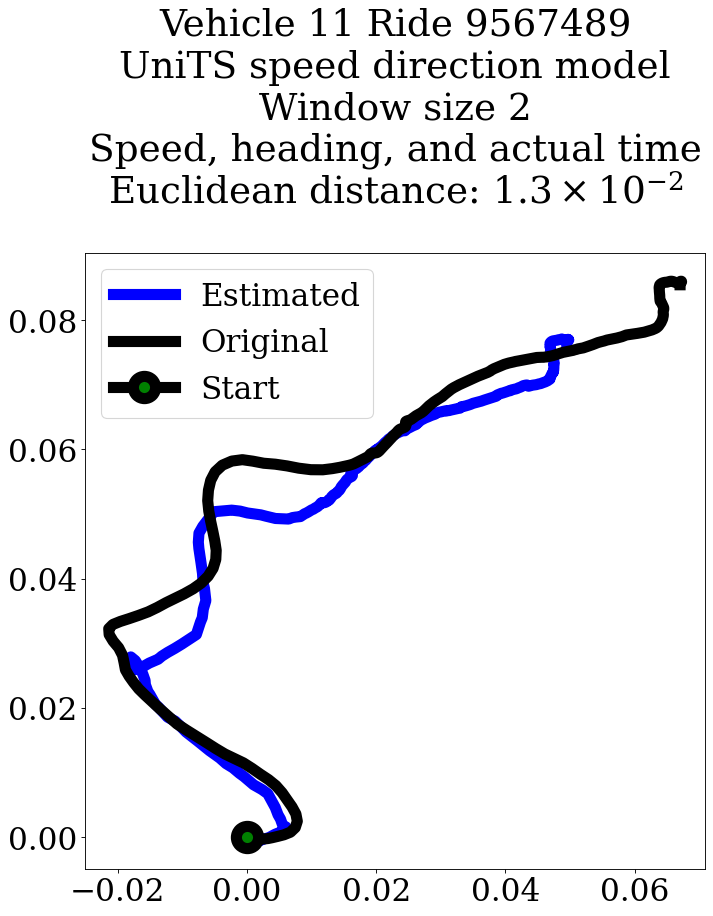 Vehicle 11 Ride 9567489
UniTS speed direction model
Window size 2
Speed, heading, and actual time
Euclidean distance: 1.3 × 10⁻²
Estimated
Original
Start
0.08
0.06
0.04
0.02
0.00
−0.02 0.00 0.02 0.04 0.06